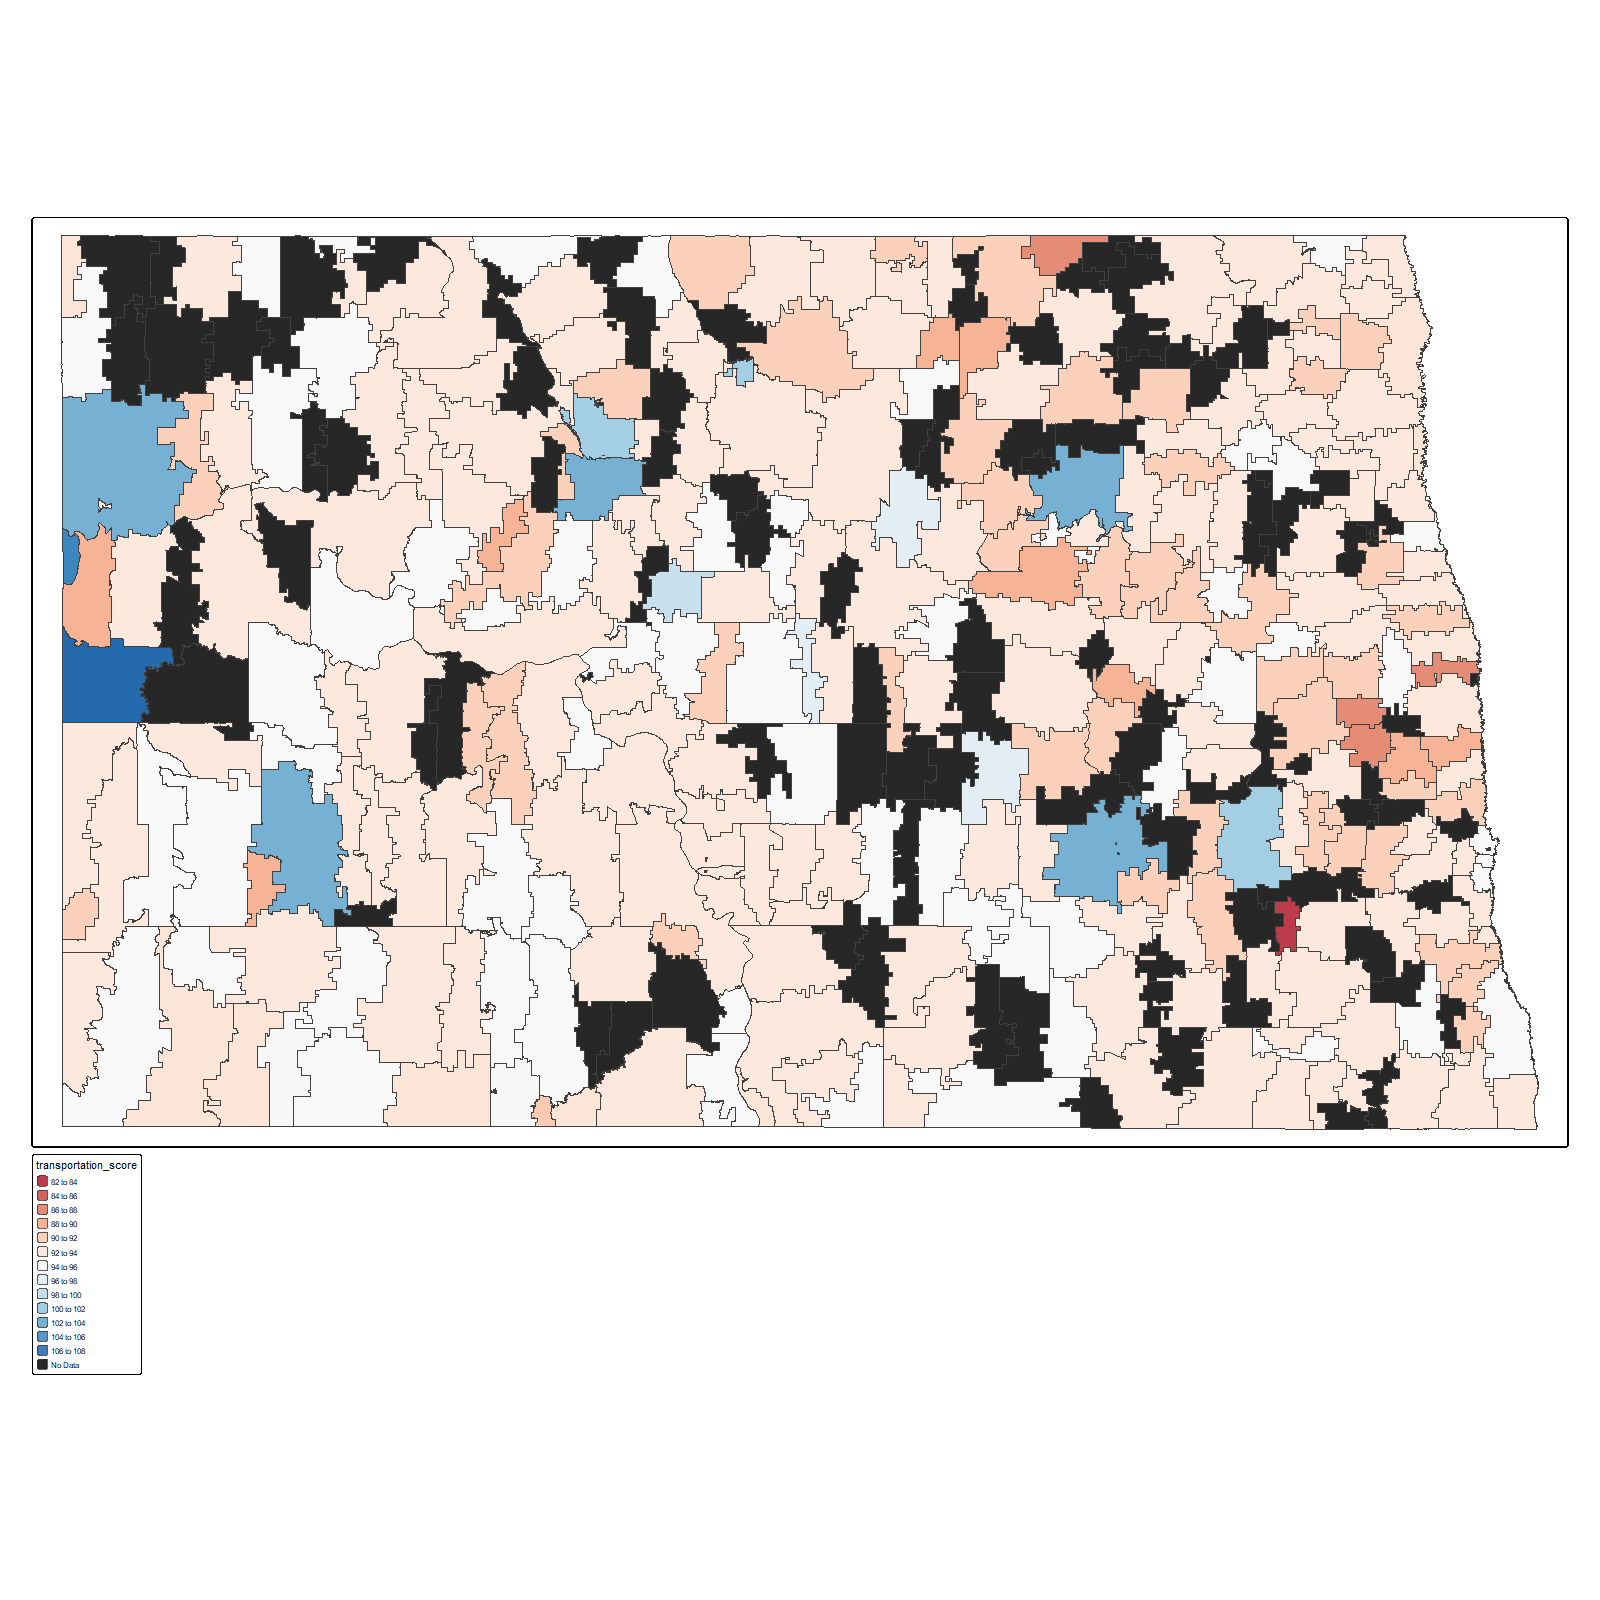 transportation_score
82 to 84
84 to 86
86 to 88
88 to 90
90 to 92
92 to 94
94 to 96
96 to 98
98 to 100
100 to 102
102 to 104
104 to 106
106 to 108
No Data